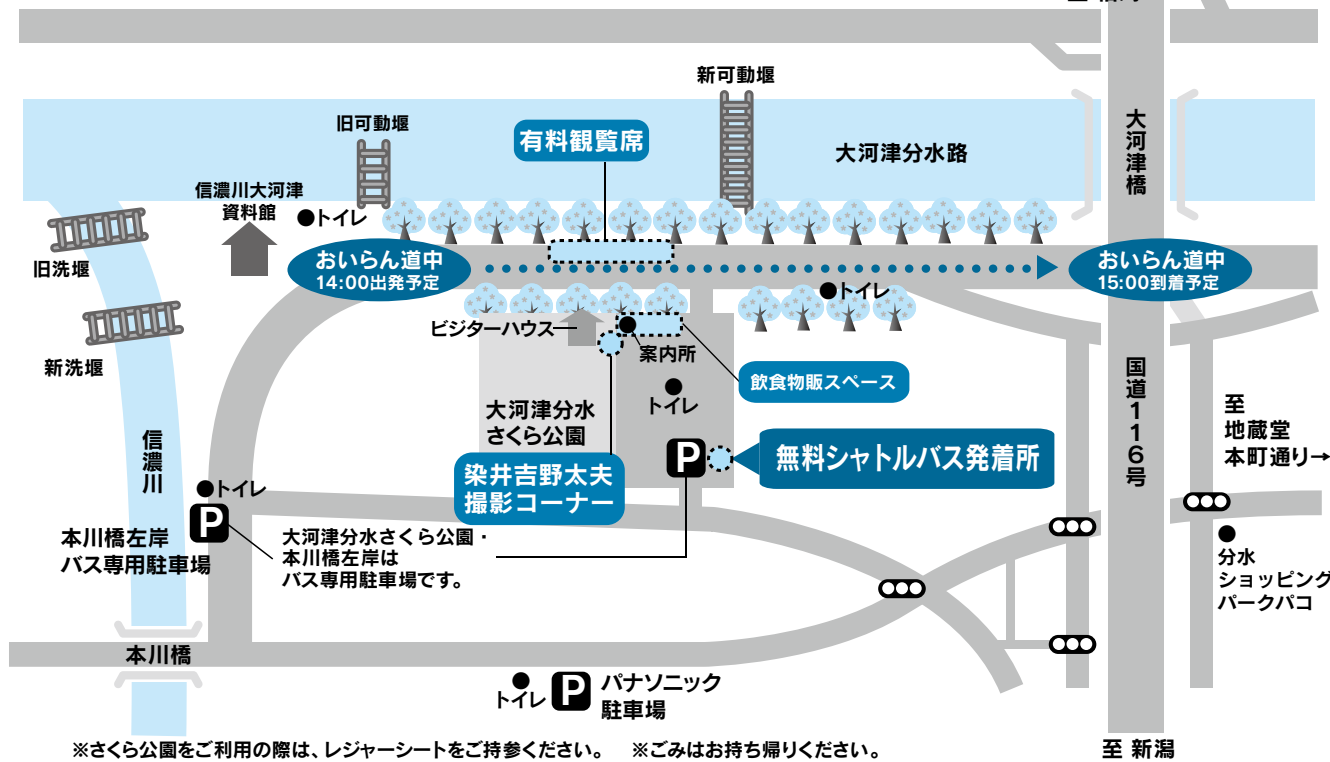 新可動堰
旧可動堰
有料観覧席
大河津分水路
大河津橋
信濃川大河津
資料館
トイレ
旧洗堰
おいらん道中
14:00出発予定
おいらん道中
15:00到着予定
トイレ
ビジターハウス
案内所
新洗堰
飲食物販スペース
トイレ
国道116号
大河津分水
さくら公園
至
地蔵堂
本町通り→
信濃川
P
無料シャトルバス発着所
染井吉野太夫
撮影コーナー
トイレ
P
本川橋左岸
バス専用駐車場
大河津分水さくら公園・
本川橋左岸は
バス専用駐車場です。
分水
ショッピング
パークパコ
本川橋
トイレ
P
パナソニック
駐車場
※さくら公園をご利用の際は、レジャーシートをご持参ください。 ※ごみはお持ち帰りください。
至 新潟